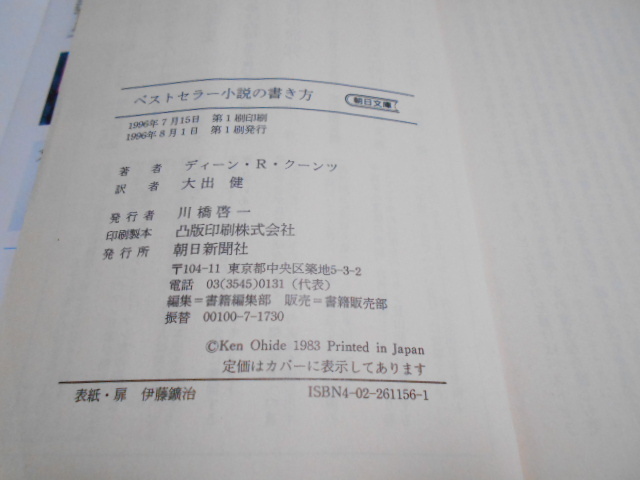 ベストセラー小説の書き方 朝日文庫
1996年7月15日 第1刷印刷
1996年8月1日 第1刷発行
著者 ディーン・R・クーンツ
訳者 大出 健
発行者 川橋啓一
印刷製本 凸版印刷株式会社
発行所 朝日新聞社
〒104-11 東京都中央区築地5-3-2
電話 03(3545)0131(代表)
編集=書籍編集部 販売=書籍販売部
振替 00100-7-1730
©Ken Ohide 1983 Printed in Japan
定価はカバーに表示してあります
表紙・扉 伊藤鑛治 ISBN4-02-261156-1